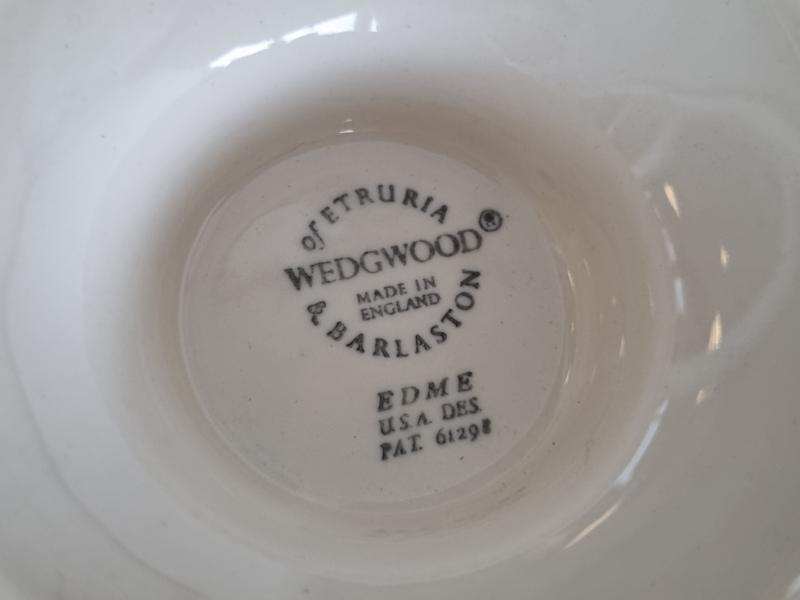 of ETRURIA
WEDGWOOD®
MADE IN
ENGLAND
& BARLASTON
EDME
U.S.A. DES.
PAT. 61298